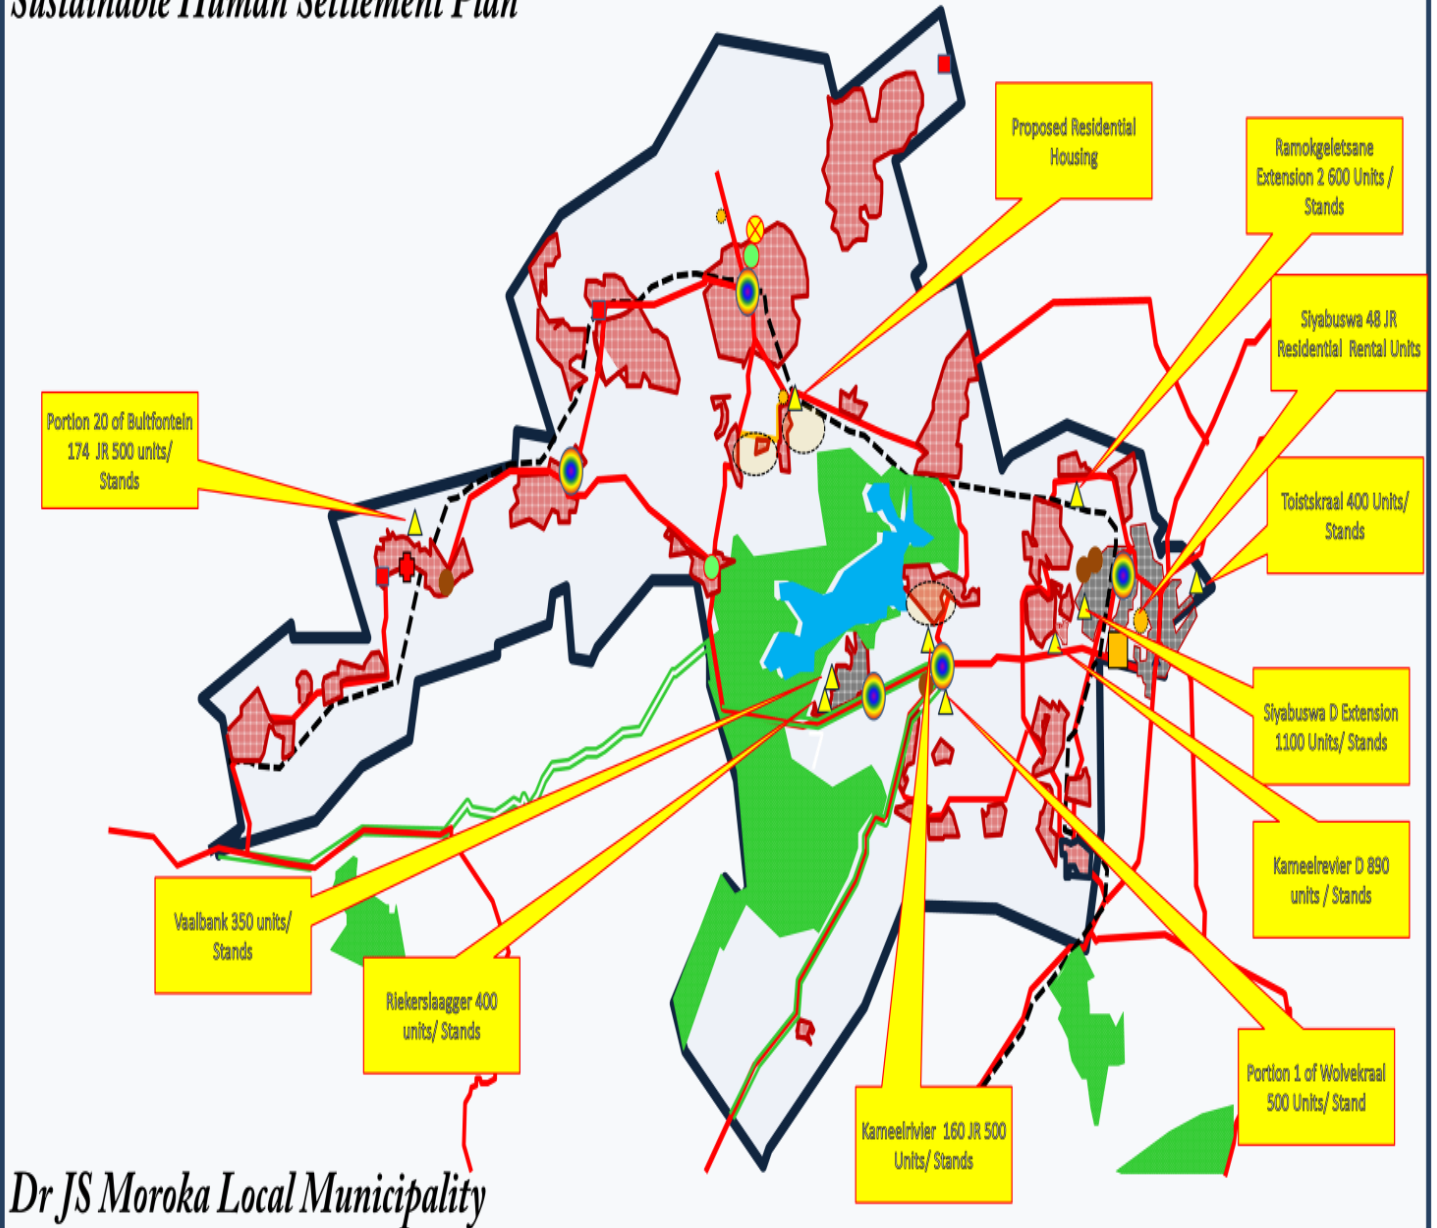 Sustainable Human Settlement Plan
Proposed Residential
Housing
Ramokgeletsane
Extension 2 600 Units /
Stands
Siyabuswa 48 JR
Residential Rental Units
Portion 20 of Bultfontein
174 JR 500 units/
Stands
Toistskraal 400 Units/
Stands
Siyabuswa D Extension
1100 Units/ Stands
Kameelrevier D 890
units / Stands
Vaalbank 350 units/
Stands
Riekerslaagger 400
units/ Stands
Portion 1 of Wolvekraal
500 Units/ Stand
Kameelrivier 160 JR 500
Units/ Stands
Dr JS Moroka Local Municipality